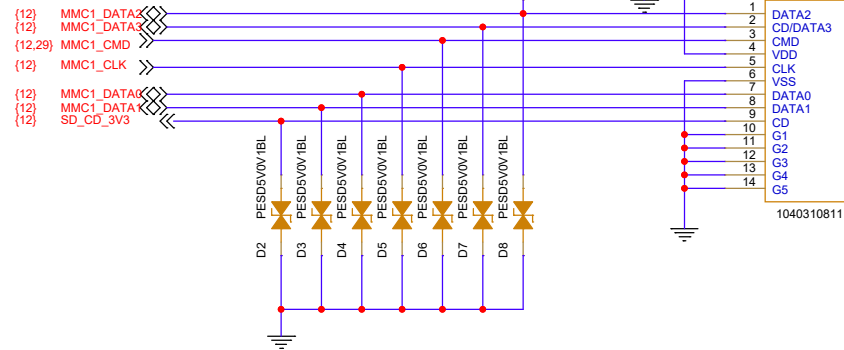 {12} MMC1_DATA2
{12} MMC1_DATA3
{12,29} MMC1_CMD
{12} MMC1_CLK
{12} MMC1_DATA0
{12} MMC1_DATA1
{12} SD_CD_3V3
1 DATA2
2 CD/DATA3
3 CMD
4 VDD
5 CLK
6 VSS
7 DATA0
8 DATA1
9 CD
10 G1
11 G2
12 G3
13 G4
14 G5
1040310811
D2 PESD5V0V1BL
D3 PESD5V0V1BL
D4 PESD5V0V1BL
D5 PESD5V0V1BL
D6 PESD5V0V1BL
D7 PESD5V0V1BL
D8 PESD5V0V1BL